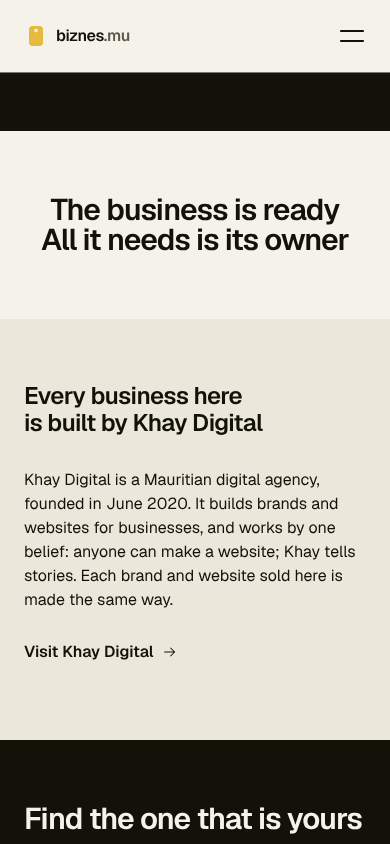 biznes.mu
The business is ready
All it needs is its owner
Every business here
is built by Khay Digital
Khay Digital is a Mauritian digital agency,
founded in June 2020. It builds brands and
websites for businesses, and works by one
belief: anyone can make a website; Khay tells
stories. Each brand and website sold here is
made the same way.
Visit Khay Digital →
Find the one that is yours